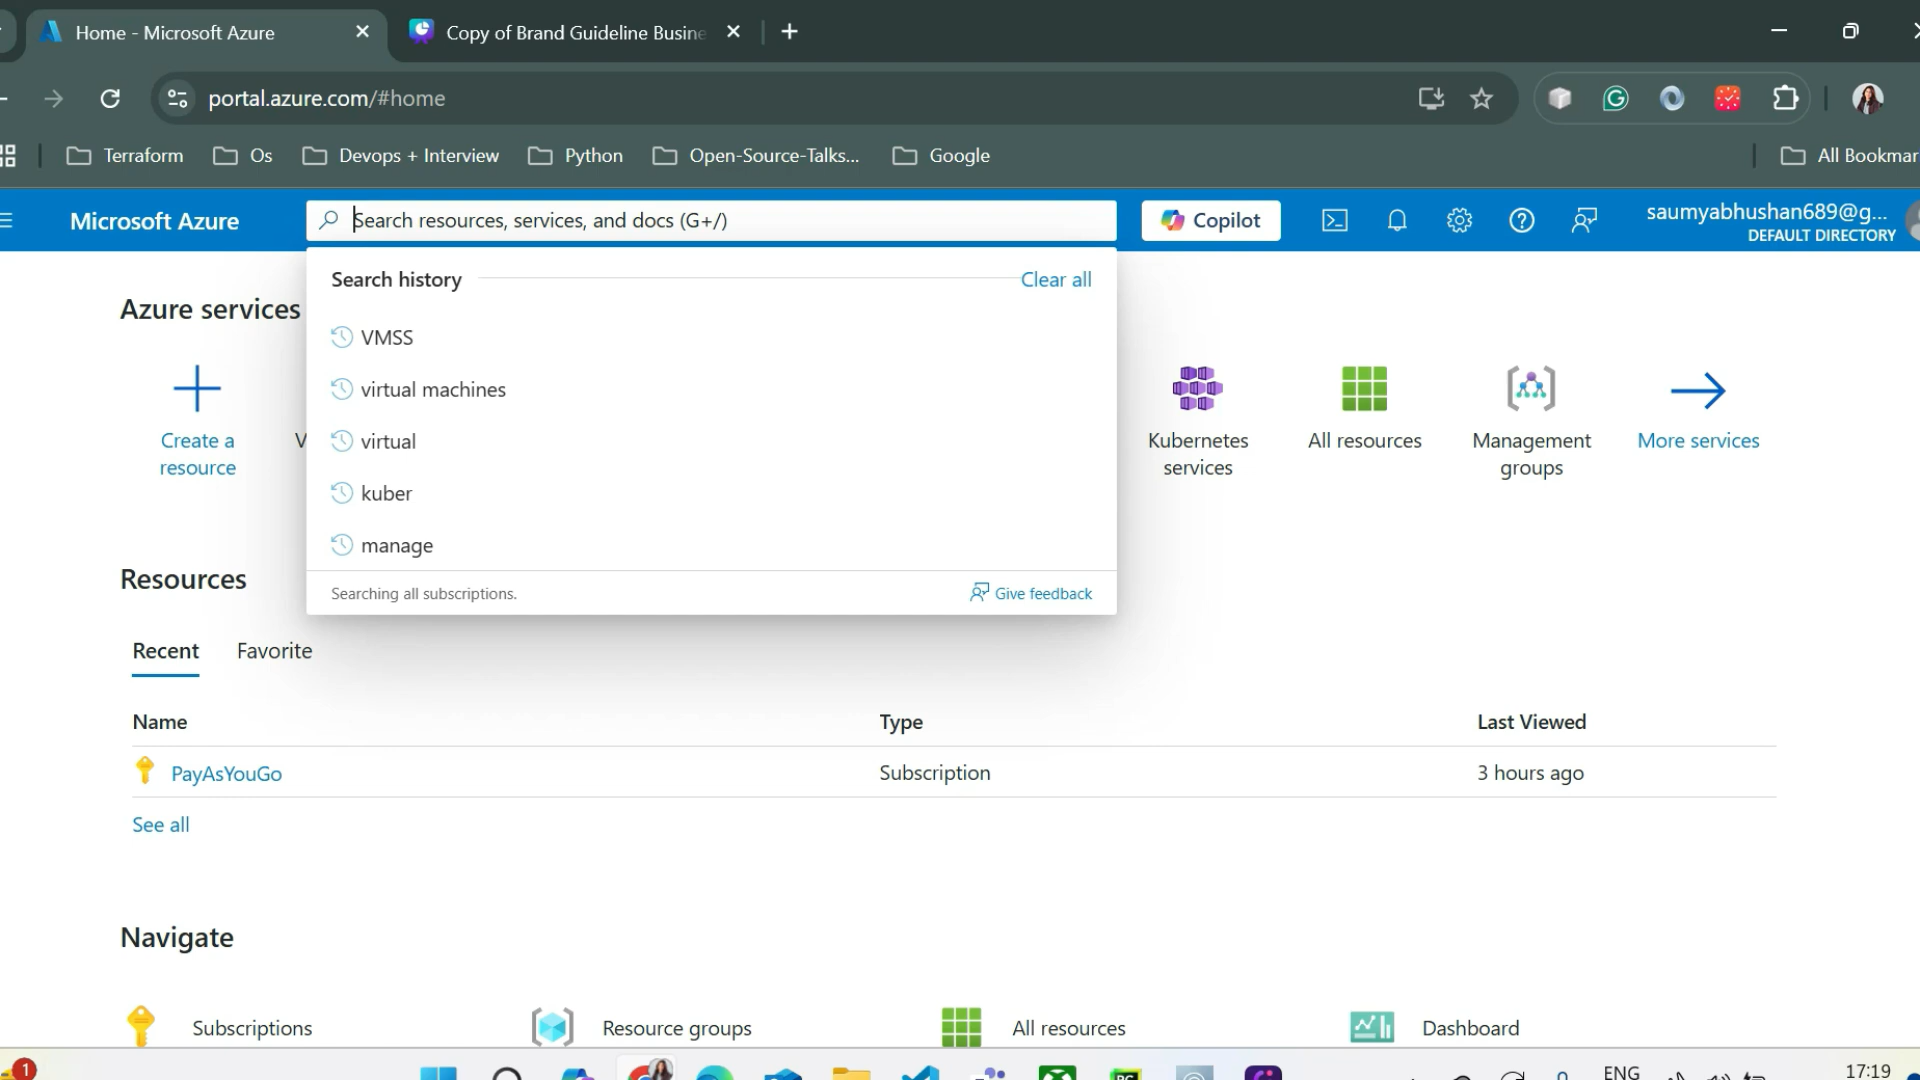 Home - Microsoft Azure
Copy of Brand Guideline Busine
portal.azure.com/#home
Terraform
Os
Devops + Interview
Python
Open-Source-Talks...
Google
All Bookmar
Microsoft Azure
Search resources, services, and docs (G+/)
Copilot
saumyabhushan689@g...
DEFAULT DIRECTORY
Search history
Clear all
Azure services
VMSS
virtual machines
virtual
kuber
manage
Searching all subscriptions.
Give feedback
Create a
resource
V
Kubernetes
services
All resources
Management
groups
More services
Resources
Recent
Favorite
Name
Type
Last Viewed
PayAsYouGo
Subscription
3 hours ago
See all
Navigate
Subscriptions
Resource groups
All resources
Dashboard
1
ENG
17:19